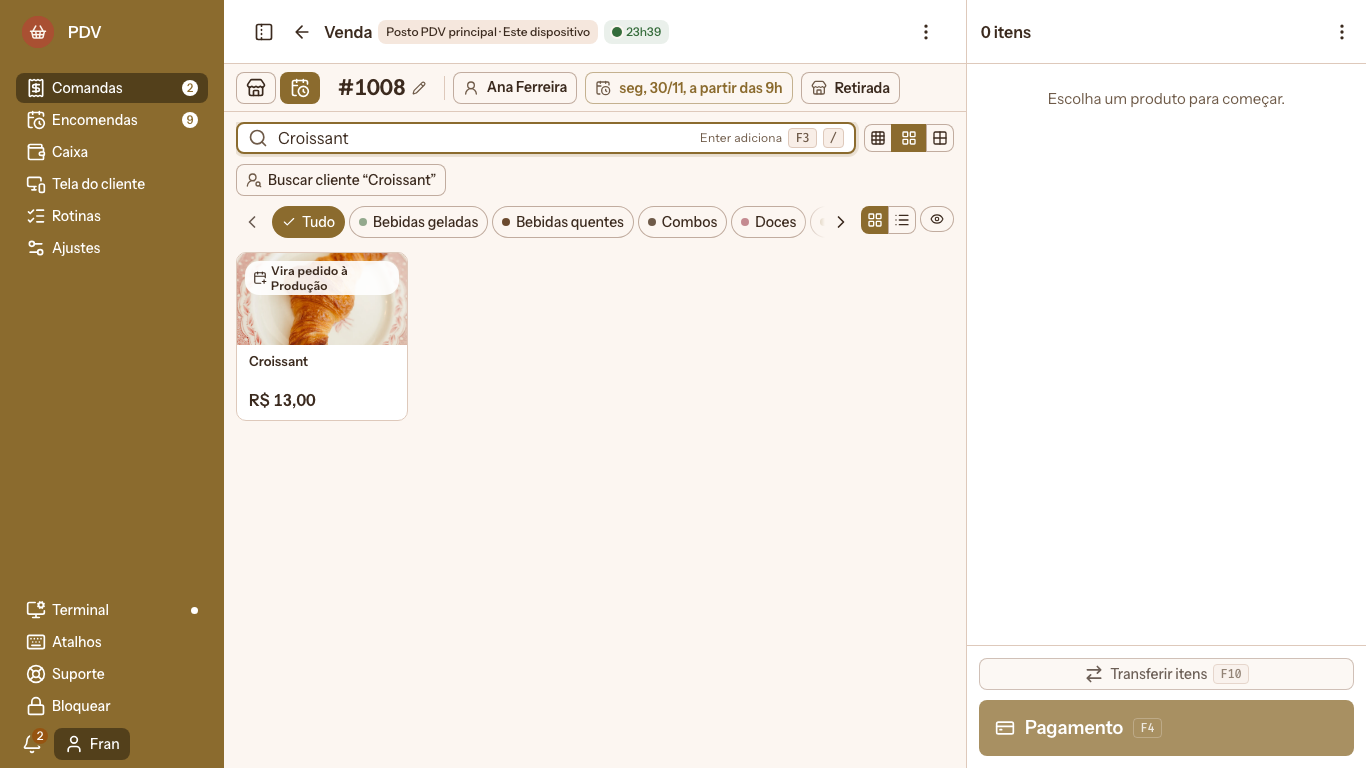 PDV
Comandas 2
Encomendas 9
Caixa
Tela do cliente
Rotinas
Ajustes
Terminal
Atalhos
Suporte
Bloquear
2 Fran
Venda Posto PDV principal · Este dispositivo 23h39
#1008 Ana Ferreira seg, 30/11, a partir das 9h Retirada
Croissant Enter adiciona F3 /
Buscar cliente “Croissant”
Tudo Bebidas geladas Bebidas quentes Combos Doces
Vira pedido à
Produção
Croissant
R$ 13,00
0 itens
Escolha um produto para começar.
Transferir itens F10
Pagamento F4